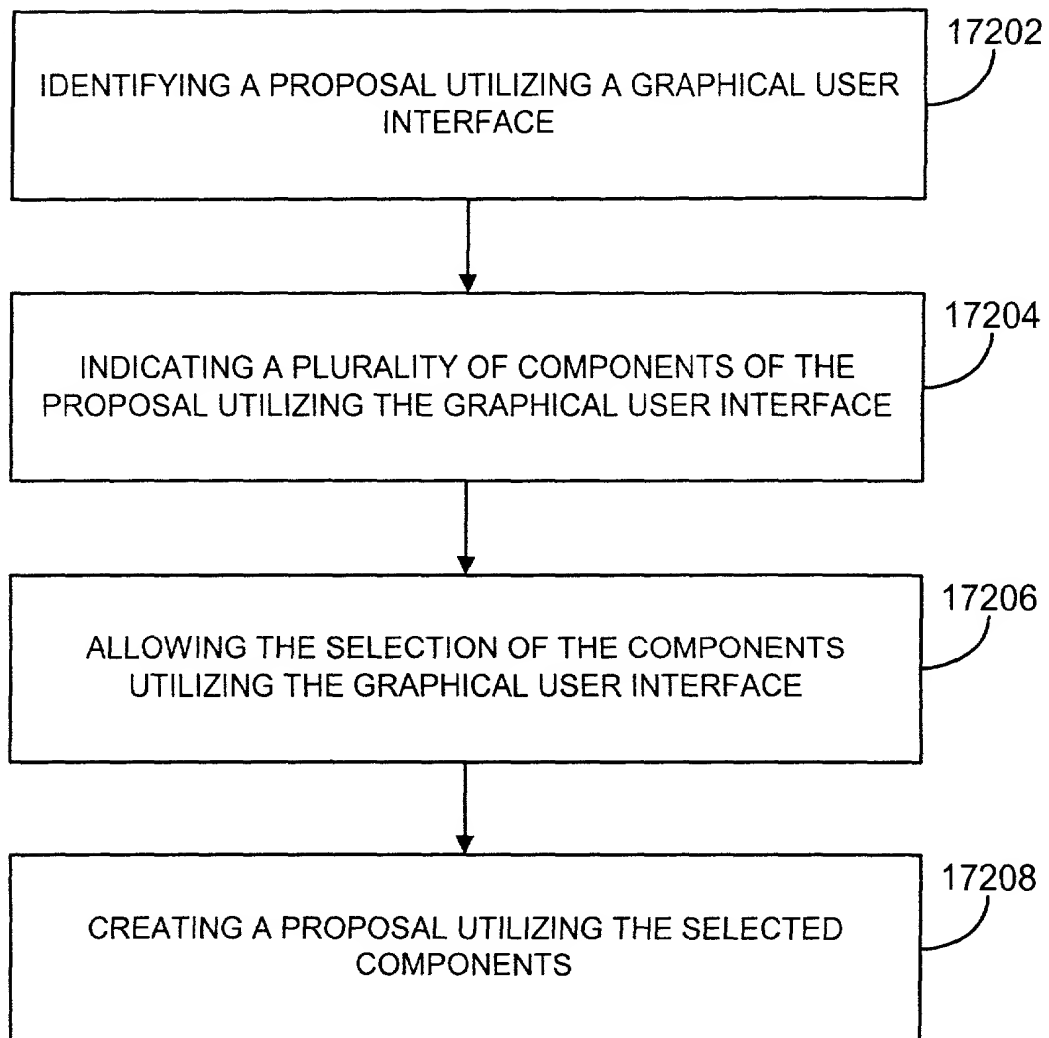 17202
IDENTIFYING A PROPOSAL UTILIZING A GRAPHICAL USER
INTERFACE
17204
INDICATING A PLURALITY OF COMPONENTS OF THE
PROPOSAL UTILIZING THE GRAPHICAL USER INTERFACE
17206
ALLOWING THE SELECTION OF THE COMPONENTS
UTILIZING THE GRAPHICAL USER INTERFACE
17208
CREATING A PROPOSAL UTILIZING THE SELECTED
COMPONENTS